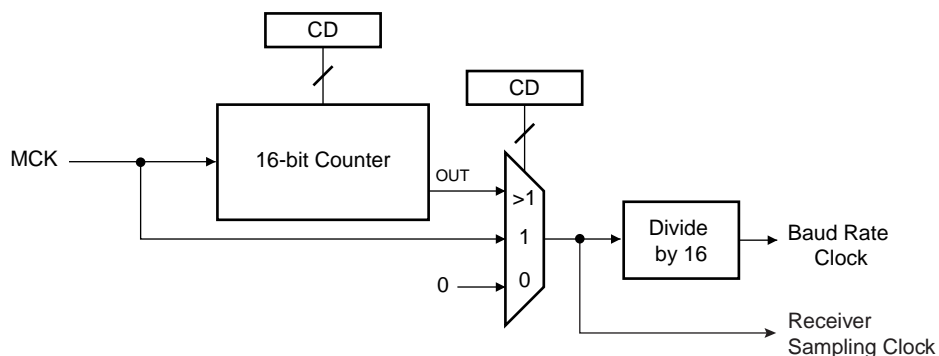 CD
CD
MCK
16-bit Counter
OUT
>1
1
0
0
Divide
by 16
Baud Rate
Clock
Receiver
Sampling Clock